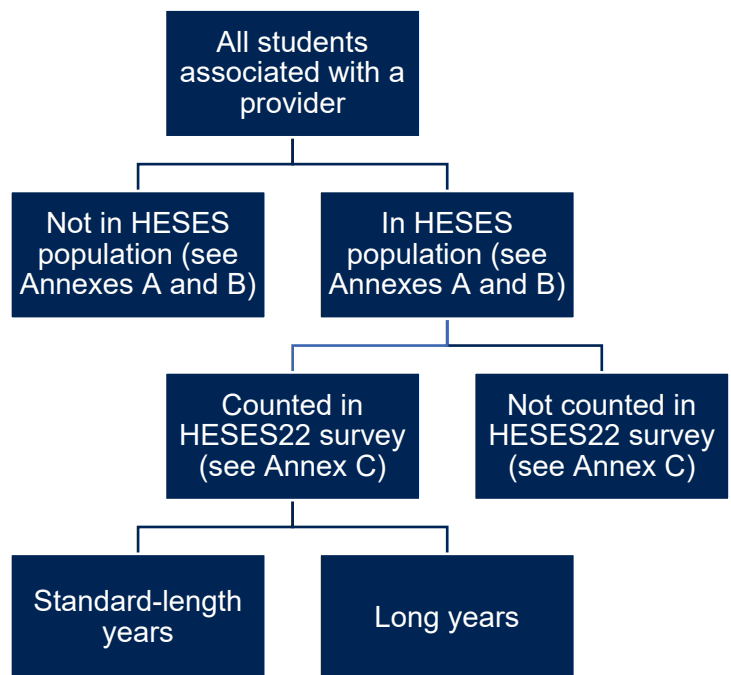 All students
associated with a
provider
Not in HESES
population (see
Annexes A and B)
In HESES
population (see
Annexes A and B)
Counted in
HESES22 survey
(see Annex C)
Not counted in
HESES22 survey
(see Annex C)
Standard-length
years
Long years